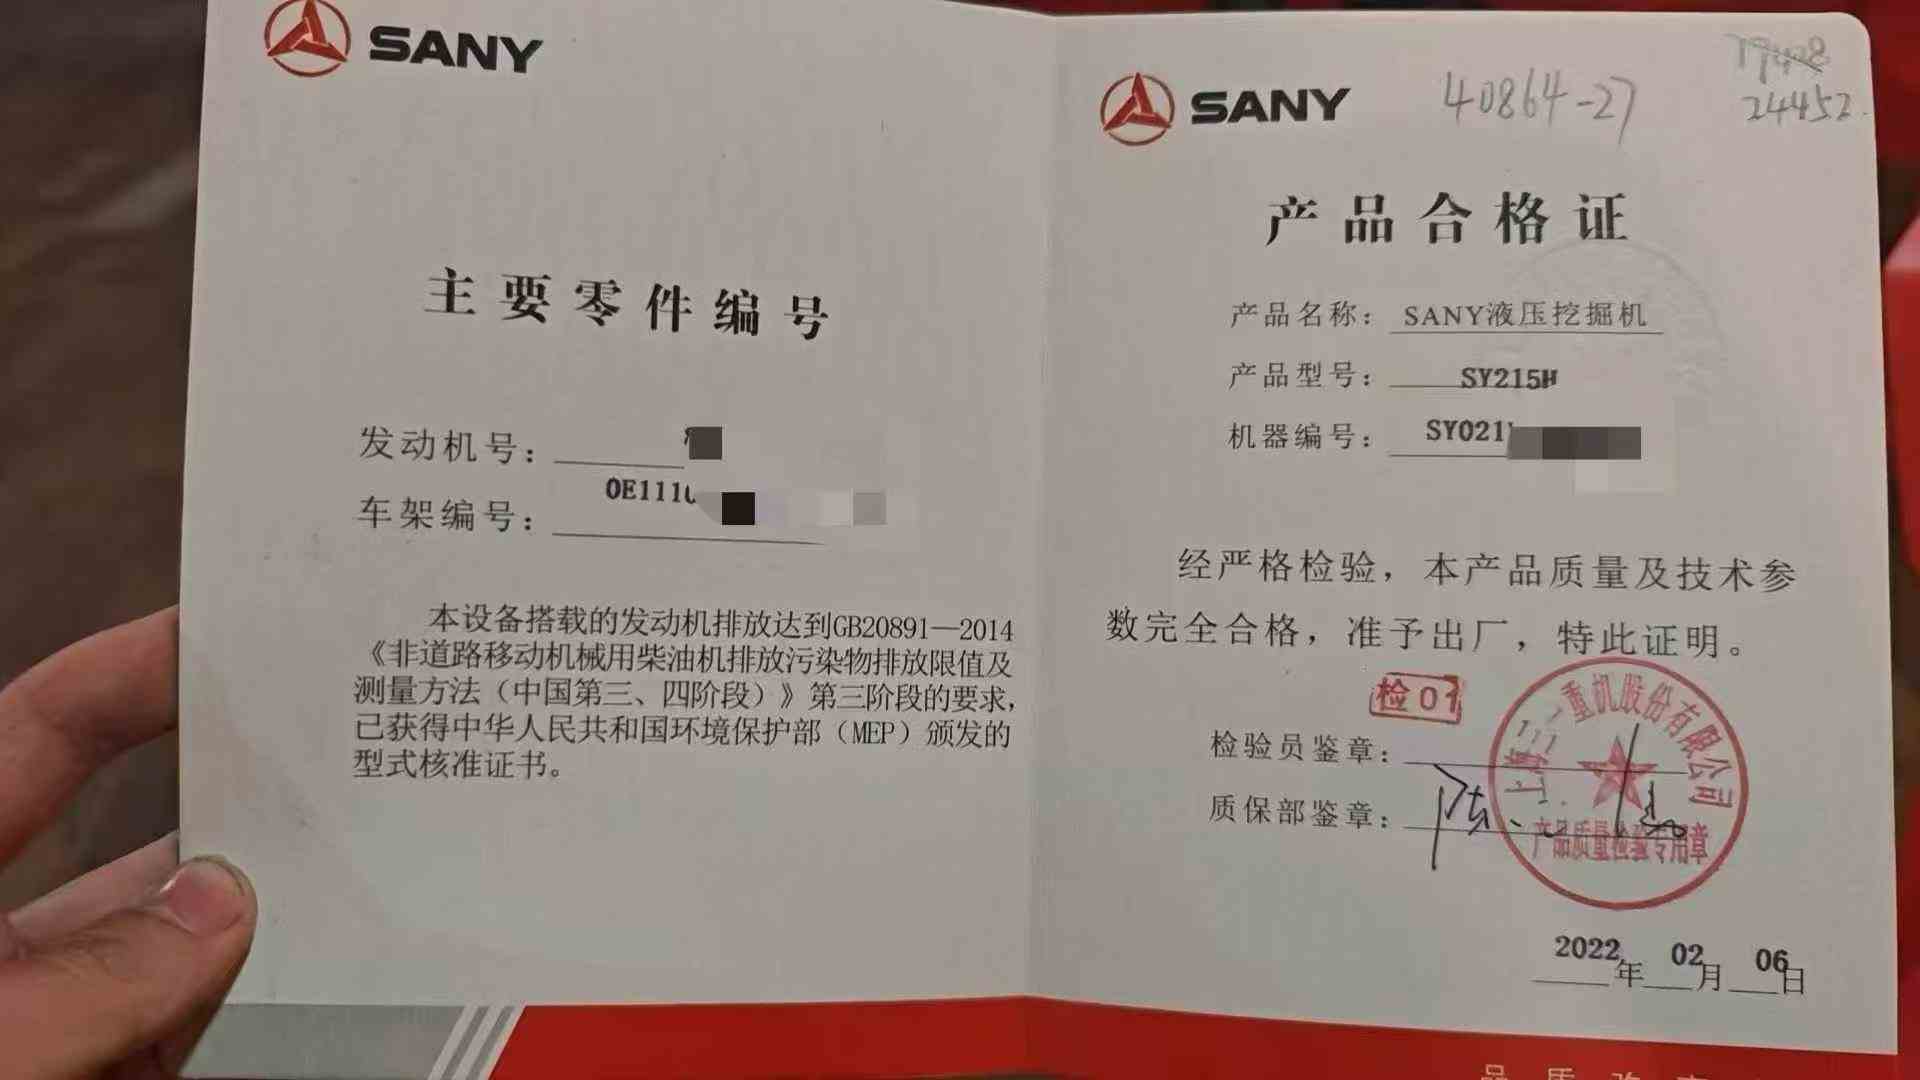 SANY
主要零件编号
发动机号：
车架编号：
0E111
本设备搭载的发动机排放达到GB20891—2014
《非道路移动机械用柴油机排放污染物排放限值及
测量方法（中国第三、四阶段）》第三阶段的要求，
已获得中华人民共和国环境保护部（MEP）颁发的
型式核准证书。
SANY
40864-27
24452
产品合格证
产品名称：SANY液压挖掘机
产品型号：SY215H
机器编号：SY021
经严格检验，本产品质量及技术参
数完全合格，准予出厂，特此证明。
检验员鉴章：
检01
质保部鉴章：
重机股份有限公司
产品质量检验专用章
2022年02月06日